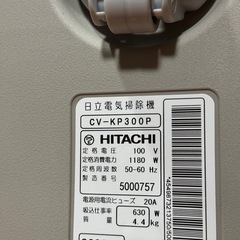 日立電気掃除機
CV-KP300P
HITACHI
定格電圧 100 V
定格消費電力 1180 W
定格周波数 50-60 Hz
製造番号 5000757
電源用電流ヒューズ 20A
吸込仕事率 630 W
質量 4.4 kg